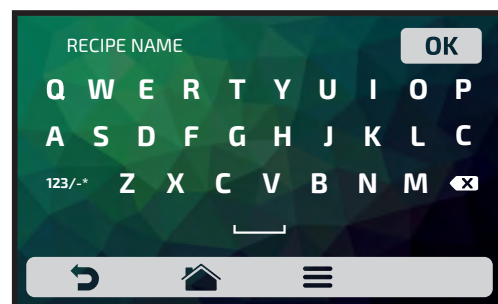 RECIPE NAME OK
Q W E R T Y U I O P
A S D F G H J K L C
123/-* Z X C V B N M X